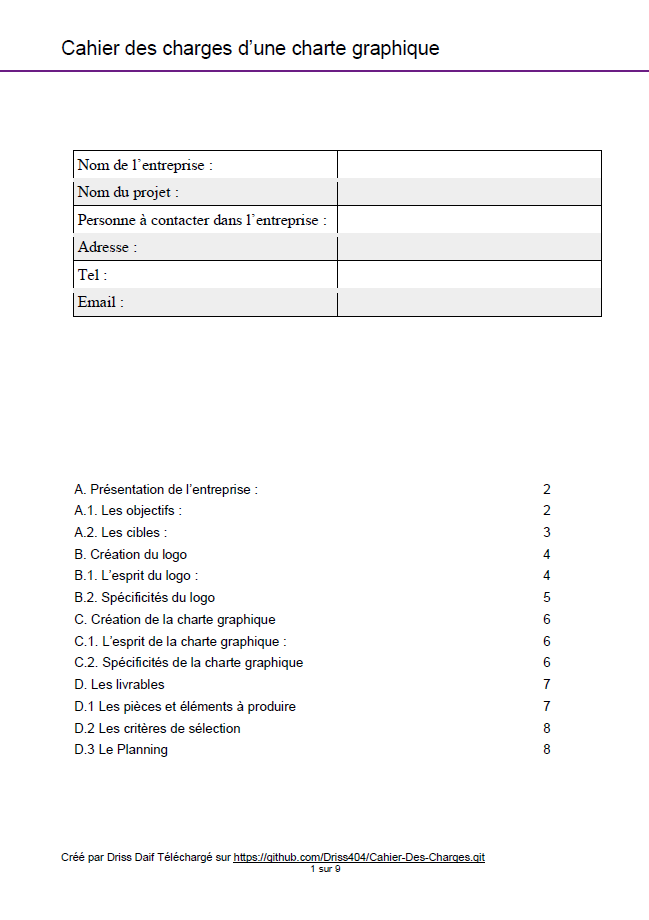 Cahier des charges d’une charte graphique
Nom de l’entreprise :
Nom du projet :
Personne à contacter dans l’entreprise :
Adresse :
Tel :
Email :
A. Présentation de l’entreprise : 2
A.1. Les objectifs : 2
A.2. Les cibles : 3
B. Création du logo 4
B.1. L’esprit du logo : 4
B.2. Spécificités du logo 5
C. Création de la charte graphique 6
C.1. L’esprit de la charte graphique : 6
C.2. Spécificités de la charte graphique 6
D. Les livrables 7
D.1 Les pièces et éléments à produire 7
D.2 Les critères de sélection 8
D.3 Le Planning 8
Créé par Driss Daif Téléchargé sur https://github.com/Driss404/Cahier-Des-Charges.git
1 sur 9